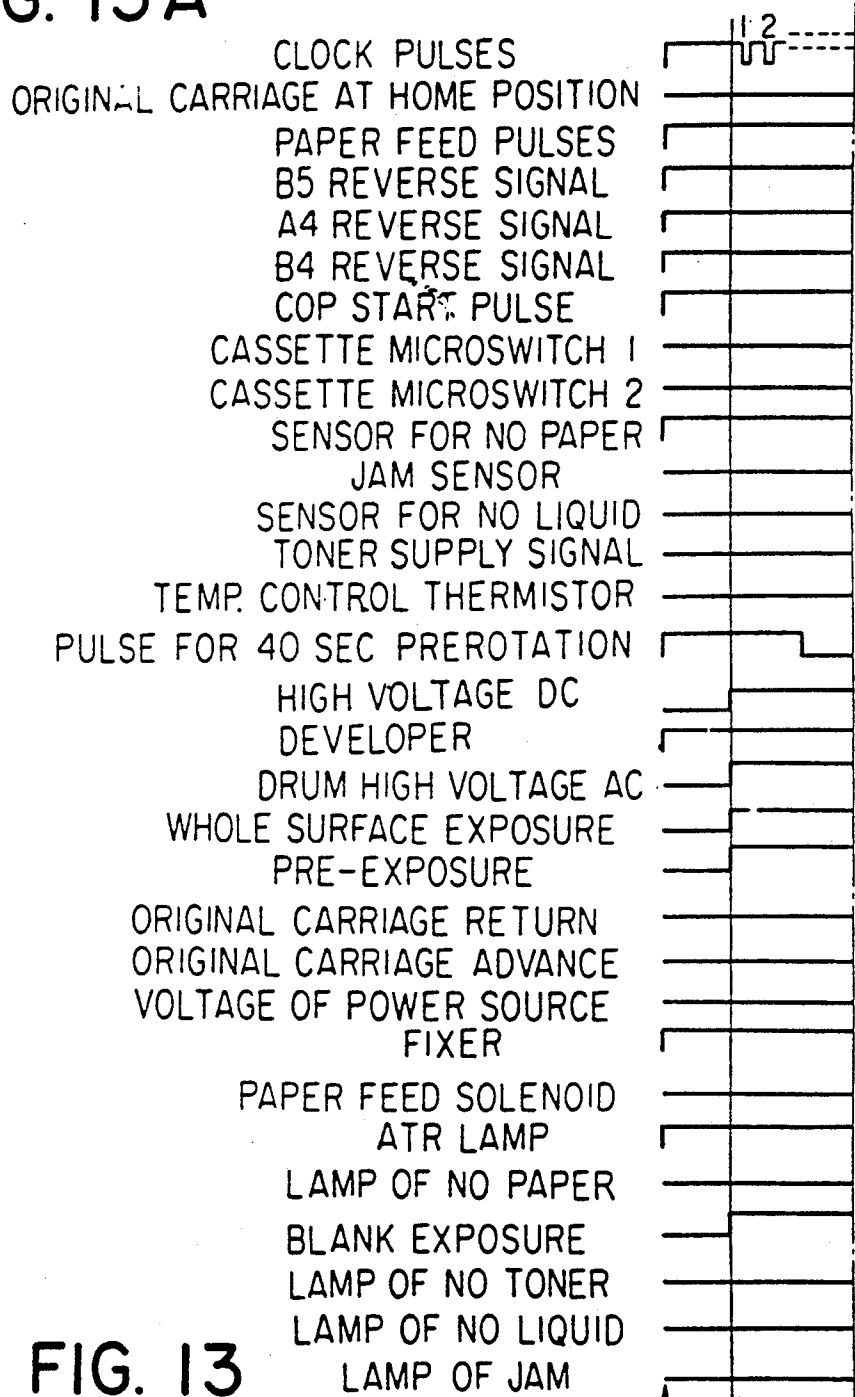 G. 13A
1 2
CLOCK PULSES
ORIGINAL CARRIAGE AT HOME POSITION
PAPER FEED PULSES
B5 REVERSE SIGNAL
A4 REVERSE SIGNAL
B4 REVERSE SIGNAL
COP START PULSE
CASSETTE MICROSWITCH 1
CASSETTE MICROSWITCH 2
SENSOR FOR NO PAPER
JAM SENSOR
SENSOR FOR NO LIQUID
TONER SUPPLY SIGNAL
TEMP. CONTROL THERMISTOR
PULSE FOR 40 SEC PREROTATION
HIGH VOLTAGE DC
DEVELOPER
DRUM HIGH VOLTAGE AC
WHOLE SURFACE EXPOSURE
PRE-EXPOSURE
ORIGINAL CARRIAGE RETURN
ORIGINAL CARRIAGE ADVANCE
VOLTAGE OF POWER SOURCE
FIXER
PAPER FEED SOLENOID
ATR LAMP
LAMP OF NO PAPER
BLANK EXPOSURE
LAMP OF NO TONER
LAMP OF NO LIQUID
LAMP OF JAM
FIG. 13